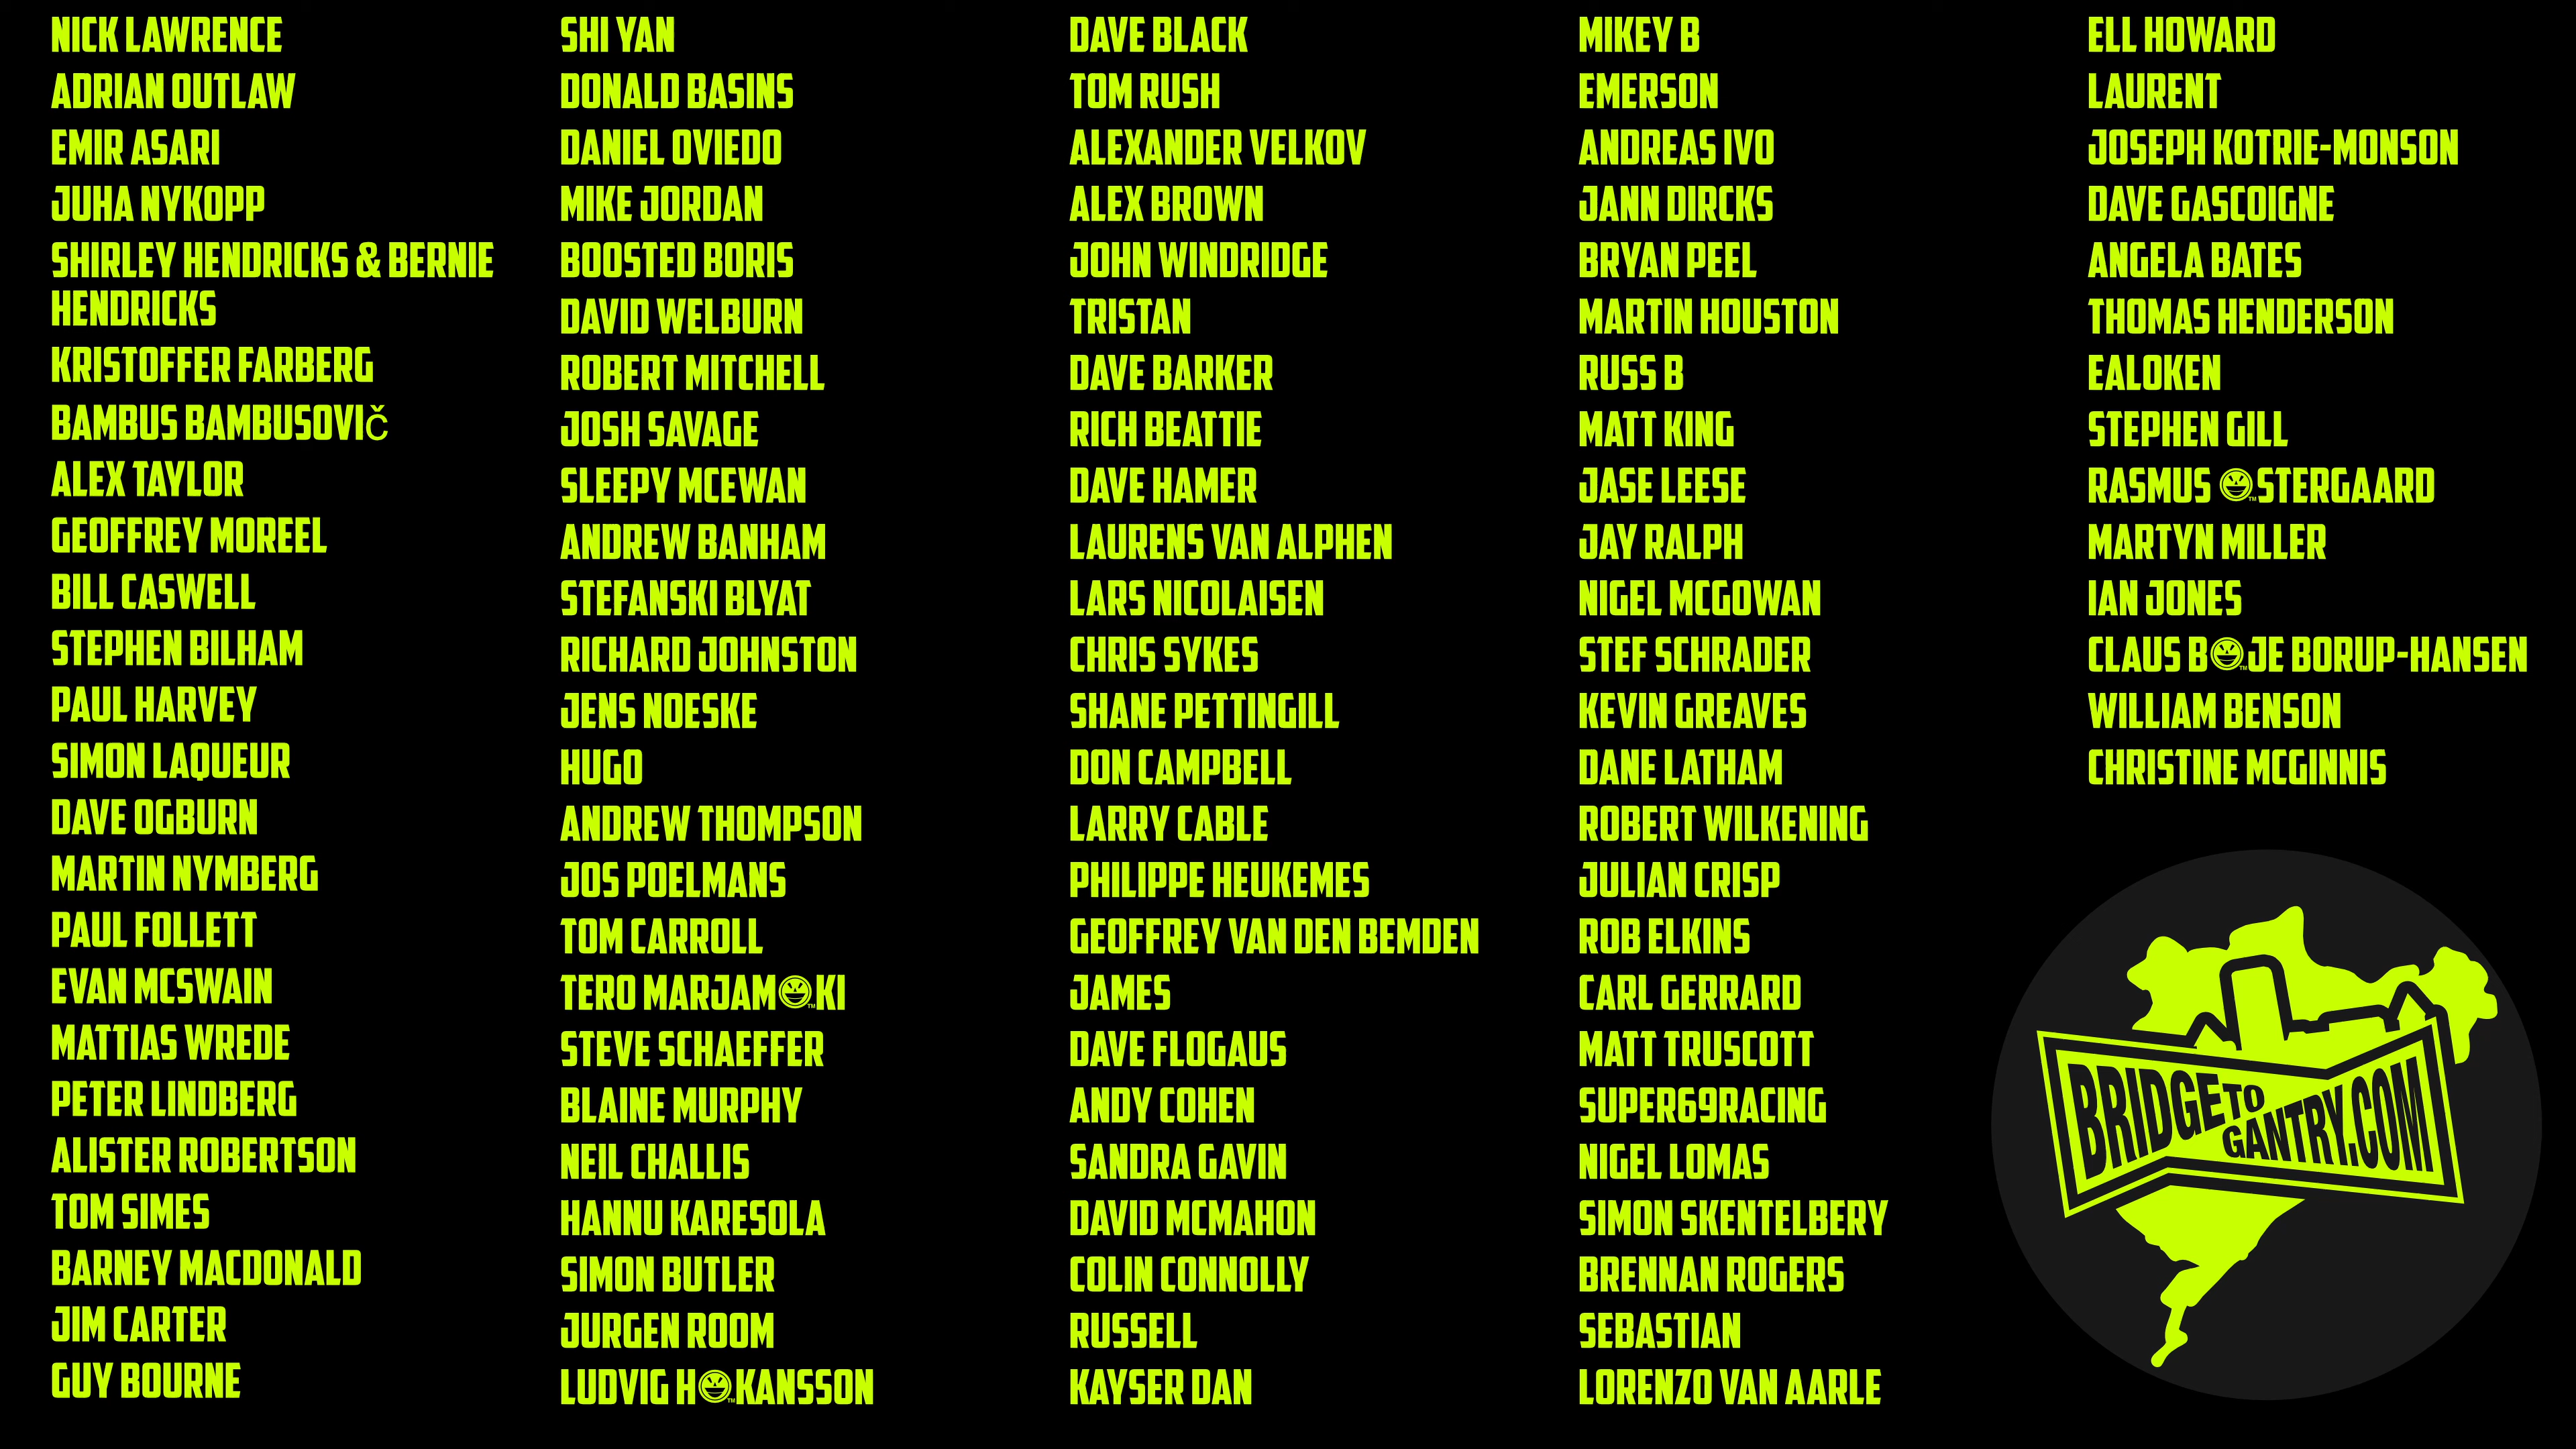 NICK LAWRENCE
ADRIAN OUTLAW
EMIR ASARI
JUHA NYKOPP
SHIRLEY HENDRICKS & BERNIE
HENDRICKS
KRISTOFFER FARBERG
BAMBUS BAMBUSOVIč
ALEX TAYLOR
GEOFFREY MOREEL
BILL CASWELL
STEPHEN BILHAM
PAUL HARVEY
SIMON LAQUEUR
DAVE OGBURN
MARTIN NYMBERG
PAUL FOLLETT
EVAN MCSWAIN
MATTIAS WREDE
PETER LINDBERG
ALISTER ROBERTSON
TOM SIMES
BARNEY MACDONALD
JIM CARTER
GUY BOURNE
SHI YAN
DONALD BASINS
DANIEL OVIEDO
MIKE JORDAN
BOOSTED BORIS
DAVID WELBURN
ROBERT MITCHELL
JOSH SAVAGE
SLEEPY MCEWAN
ANDREW BANHAM
STEFANSKI BLYAT
RICHARD JOHNSTON
JENS NOESKE
HUGO
ANDREW THOMPSON
JOS POELMANS
TOM CARROLL
TERO MARJAM☺™KI
STEVE SCHAEFFER
BLAINE MURPHY
NEIL CHALLIS
HANNU KARESOLA
SIMON BUTLER
JURGEN ROOM
LUDVIG H☺™KANSSON
DAVE BLACK
TOM RUSH
ALEXANDER VELKOV
ALEX BROWN
JOHN WINDRIDGE
TRISTAN
DAVE BARKER
RICH BEATTIE
DAVE HAMER
LAURENS VAN ALPHEN
LARS NICOLAISEN
CHRIS SYKES
SHANE PETTINGILL
DON CAMPBELL
LARRY CABLE
PHILIPPE HEUKEMES
GEOFFREY VAN DEN BEMDEN
JAMES
DAVE FLOGAUS
ANDY COHEN
SANDRA GAVIN
DAVID MCMAHON
COLIN CONNOLLY
RUSSELL
KAYSER DAN
MIKEY B
EMERSON
ANDREAS IVO
JANN DIRCKS
BRYAN PEEL
MARTIN HOUSTON
RUSS B
MATT KING
JASE LEESE
JAY RALPH
NIGEL MCGOWAN
STEF SCHRADER
KEVIN GREAVES
DANE LATHAM
ROBERT WILKENING
JULIAN CRISP
ROB ELKINS
CARL GERRARD
MATT TRUSCOTT
SUPER69RACING
NIGEL LOMAS
SIMON SKENTELBERY
BRENNAN ROGERS
SEBASTIAN
LORENZO VAN AARLE
ELL HOWARD
LAURENT
JOSEPH KOTRIE-MONSON
DAVE GASCOIGNE
ANGELA BATES
THOMAS HENDERSON
EALOKEN
STEPHEN GILL
RASMUS ☺™STERGAARD
MARTYN MILLER
IAN JONES
CLAUS B☺™JE BORUP-HANSEN
WILLIAM BENSON
CHRISTINE MCGINNIS
BRIDGE TO
GANTRY.COM